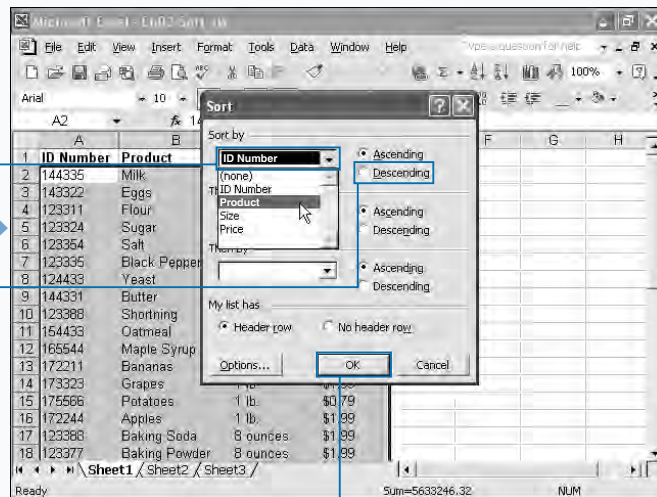 Microsoft Excel - Ch02 Sort
File Edit View Insert Format Tools Data Window Help Type a question for help
100%
Arial 10
A2 fx 14
Sort
Sort by
ID Number
Ascending
Descending
(none)
ID Number
Product
Size
Price
Ascending
Descending
Then by
Ascending
Descending
My list has
Header row No header row
Options... OK Cancel
A B F G H
1 ID Number Product
2 144335 Milk
3 143322 Eggs
4 123311 Flour
5 123324 Sugar
6 123354 Salt
7 123335 Black Pepper
8 124433 Yeast
9 144331 Butter
10 123388 Shortning
11 154433 Oatmeal
12 165544 Maple Syrup
13 172211 Bananas
14 173323 Grapes 1 lb.
15 175566 Potatoes 1 lb. $0.79
16 172244 Apples 1 lb. $1.99
17 123388 Baking Soda 8 ounces $1.99
18 123377 Baking Powder 8 ounces $1.99
Sheet1 Sheet2 Sheet3
Ready Sum=5633246.32 NUM